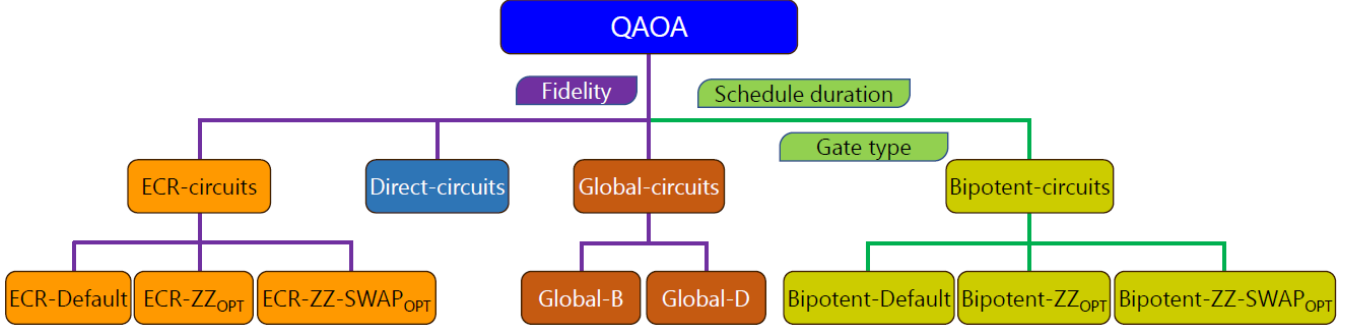 QAOA
Fidelity
Schedule duration
Gate type
ECR-circuits
Direct-circuits
Global-circuits
Bipotent-circuits
ECR-Default
ECR-ZZOPT
ECR-ZZ-SWAPOPT
Global-B
Global-D
Bipotent-Default
Bipotent-ZZOPT
Bipotent-ZZ-SWAPOPT